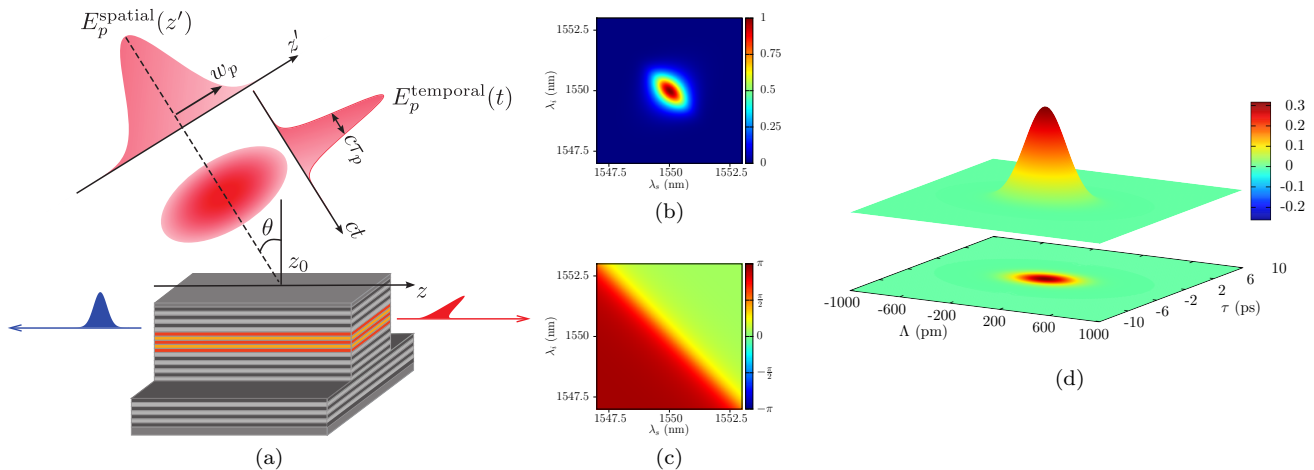 E_p^spatial(z')
z'
w_p
E_p^temporal(t)
cτ_p
ct
θ
z_0
z
(a)
1552.5
1550
1547.5
λ_i (nm)
1547.5 1550 1552.5
λ_s (nm)
1
0.75
0.5
0.25
0
(b)
1552.5
1550
1547.5
λ_i (nm)
1547.5 1550 1552.5
λ_s (nm)
π
π/2
0
−π/2
−π
(c)
0.3
0.2
0.1
0
-0.1
-0.2
-1000 -600 -200 200 600 1000
Λ (pm)
-10 -6 -2 2 6 10
τ (ps)
(d)